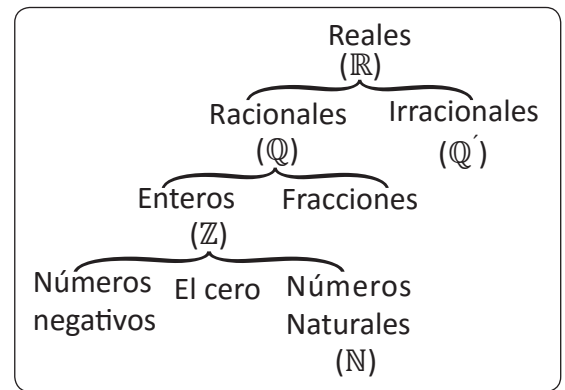 Reales
(ℝ)
Racionales Irracionales
(ℚ) (ℚ´)
Enteros Fracciones
(ℤ)
Números El cero Números
negativos Naturales
(ℕ)